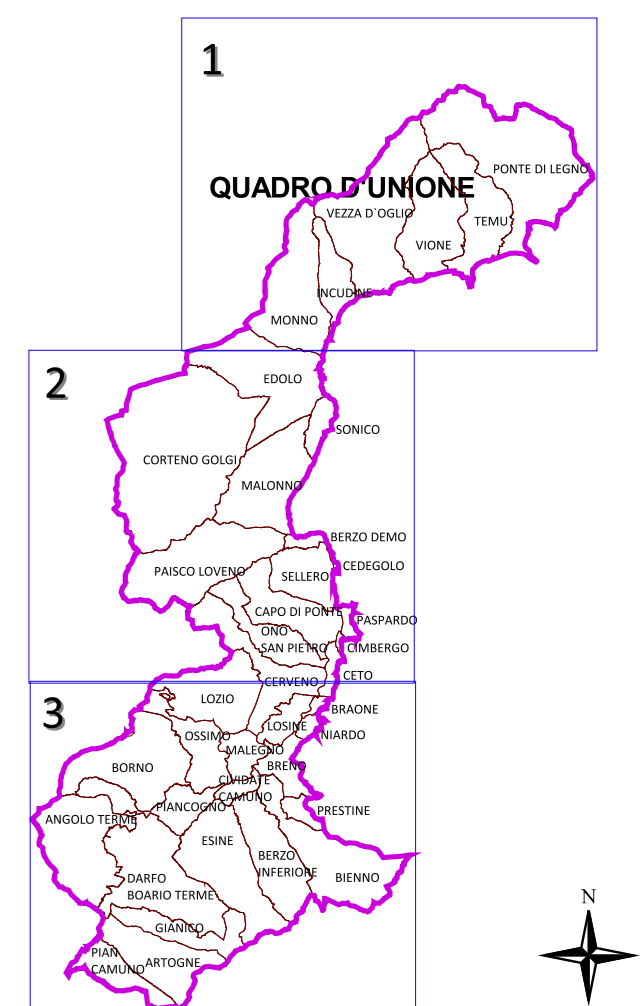 1
PONTE DI LEGNO
QUADRO D'UNIONE
VEZZA D`OGLIO
TEMU
VIONE
INCUDINE
MONNO
2
EDOLO
SONICO
CORTENO GOLGI
MALONNO
BERZO DEMO
CEDEGOLO
PAISCO LOVENO
SELLERO
CAPO DI PONTE
PASPARDO
ONO
SAN PIETRO
CIMBERGO
CETO
CERVENO
3
LOZIO
BRAONE
LOSINE
NIARDO
OSSIMO
MALEGNO
BRENO
BORNO
CIVIDATE
CAMUNO
PIANCOGNO
PRESTINE
ANGOLO TERME
ESINE
BERZO
INFERIORE
BIENNO
DARFO
BOARIO TERME
N
GIANICO
PIAN
CAMUNO
ARTOGNE